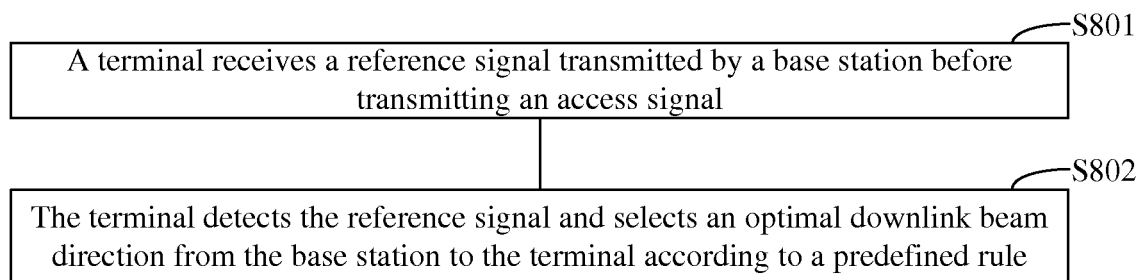 S801
A terminal receives a reference signal transmitted by a base station before
transmitting an access signal
S802
The terminal detects the reference signal and selects an optimal downlink beam
direction from the base station to the terminal according to a predefined rule